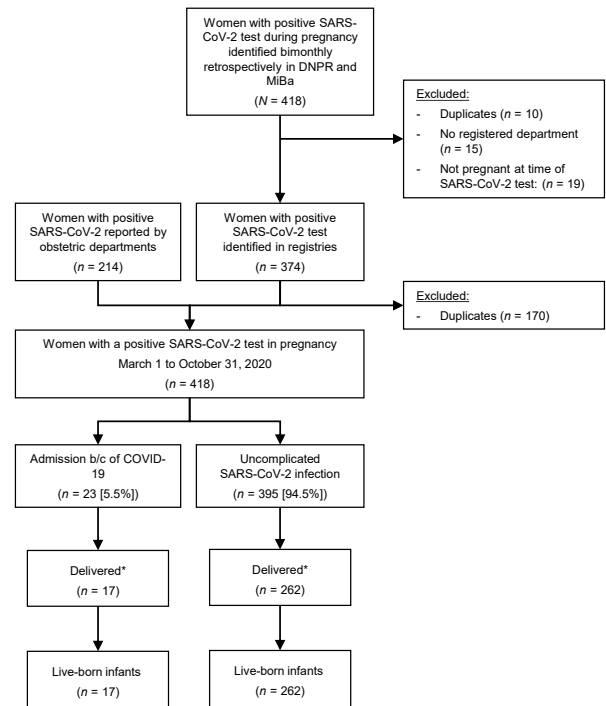 Women with positive SARS-
CoV-2 test during pregnancy
identified bimonthly
retrospectively in DNPR and
MiBa
(N = 418)
Excluded:
- Duplicates (n = 10)
- No registered department
(n = 15)
- Not pregnant at time of
SARS-CoV-2 test: (n = 19)
Women with positive
SARS-CoV-2 reported by
obstetric departments
(n = 214)
Women with positive
SARS-CoV-2 test
identified in registries
(n = 374)
Excluded:
- Duplicates (n = 170)
Women with a positive SARS-CoV-2 test in pregnancy
March 1 to October 31, 2020
(n = 418)
Admission b/c of COVID-
19
(n = 23 [5.5%])
Uncomplicated
SARS-CoV-2 infection
(n = 395 [94.5%])
Delivered*
(n = 17)
Delivered*
(n = 262)
Live-born infants
(n = 17)
Live-born infants
(n = 262)